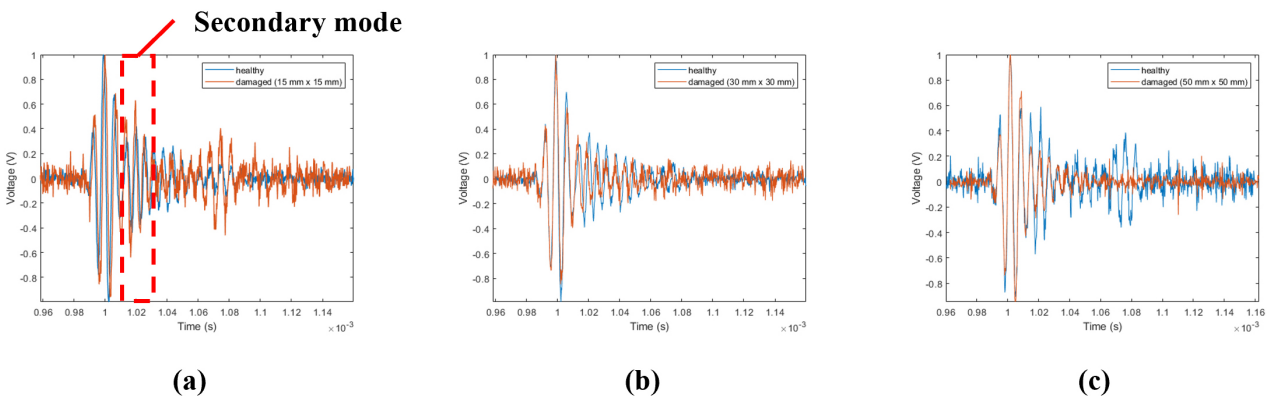 Secondary mode
1
0.8
0.6
0.4
0.2
0
-0.2
-0.4
-0.6
-0.8
Voltage (V)
healthy
damaged (15 mm x 15 mm)
0.96 0.98 1 1.02 1.04 1.06 1.08 1.1 1.12 1.14
Time (s)
×10⁻³
(a)
1
0.8
0.6
0.4
0.2
0
-0.2
-0.4
-0.6
-0.8
Voltage (V)
healthy
damaged (30 mm x 30 mm)
0.96 0.98 1 1.02 1.04 1.06 1.08 1.1 1.12 1.14
Time (s)
×10⁻³
(b)
1
0.8
0.6
0.4
0.2
0
-0.2
-0.4
-0.6
-0.8
Voltage (V)
healthy
damaged (50 mm x 50 mm)
0.96 0.98 1 1.02 1.04 1.06 1.08 1.1 1.12 1.14 1.16
Time (s)
×10⁻³
(c)